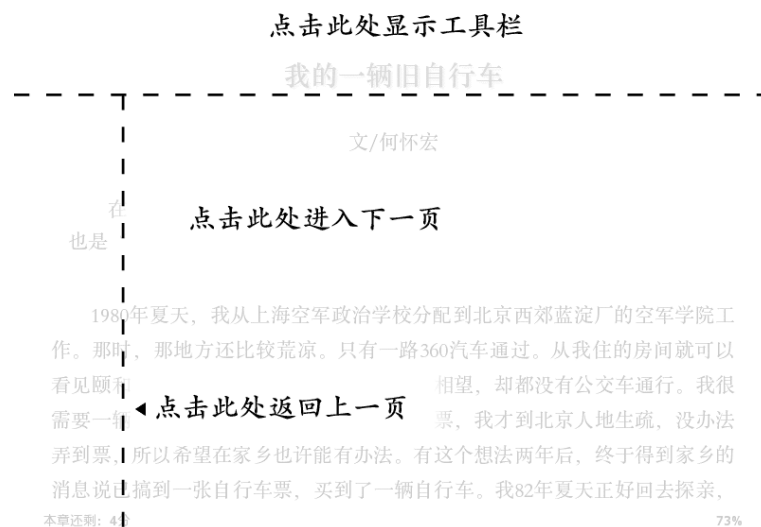 点击此处显示工具栏
我的一辆旧自行车
文/何怀宏
在
点击此处进入下一页
也是
1980年夏天，我从上海空军政治学校分配到北京西郊蓝淀厂的空军学院工
作。那时，那地方还比较荒凉。只有一路360汽车通过。从我住的房间就可以
看见颐和 相望，却都没有公交车通行。我很
点击此处返回上一页
需要一辆 票，我才到北京人地生疏，没办法
弄到票，所以希望在家乡也许能有办法。有这个想法两年后，终于得到家乡的
消息说已搞到一张自行车票，买到了一辆自行车。我82年夏天正好回去探亲，
本章还剩：4分 73%